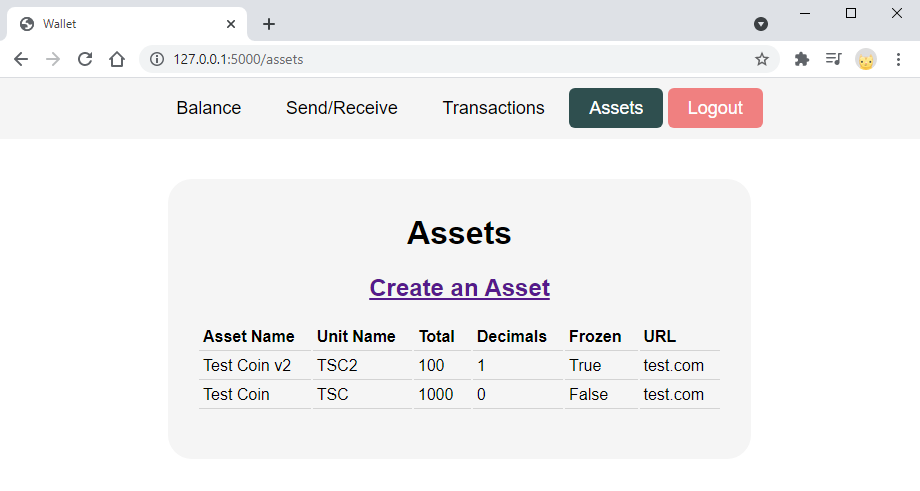 Wallet
127.0.0.1:5000/assets
Balance Send/Receive Transactions Assets Logout
Assets
Create an Asset
Asset Name Unit Name Total Decimals Frozen URL
Test Coin v2 TSC2 100 1 True test.com
Test Coin TSC 1000 0 False test.com